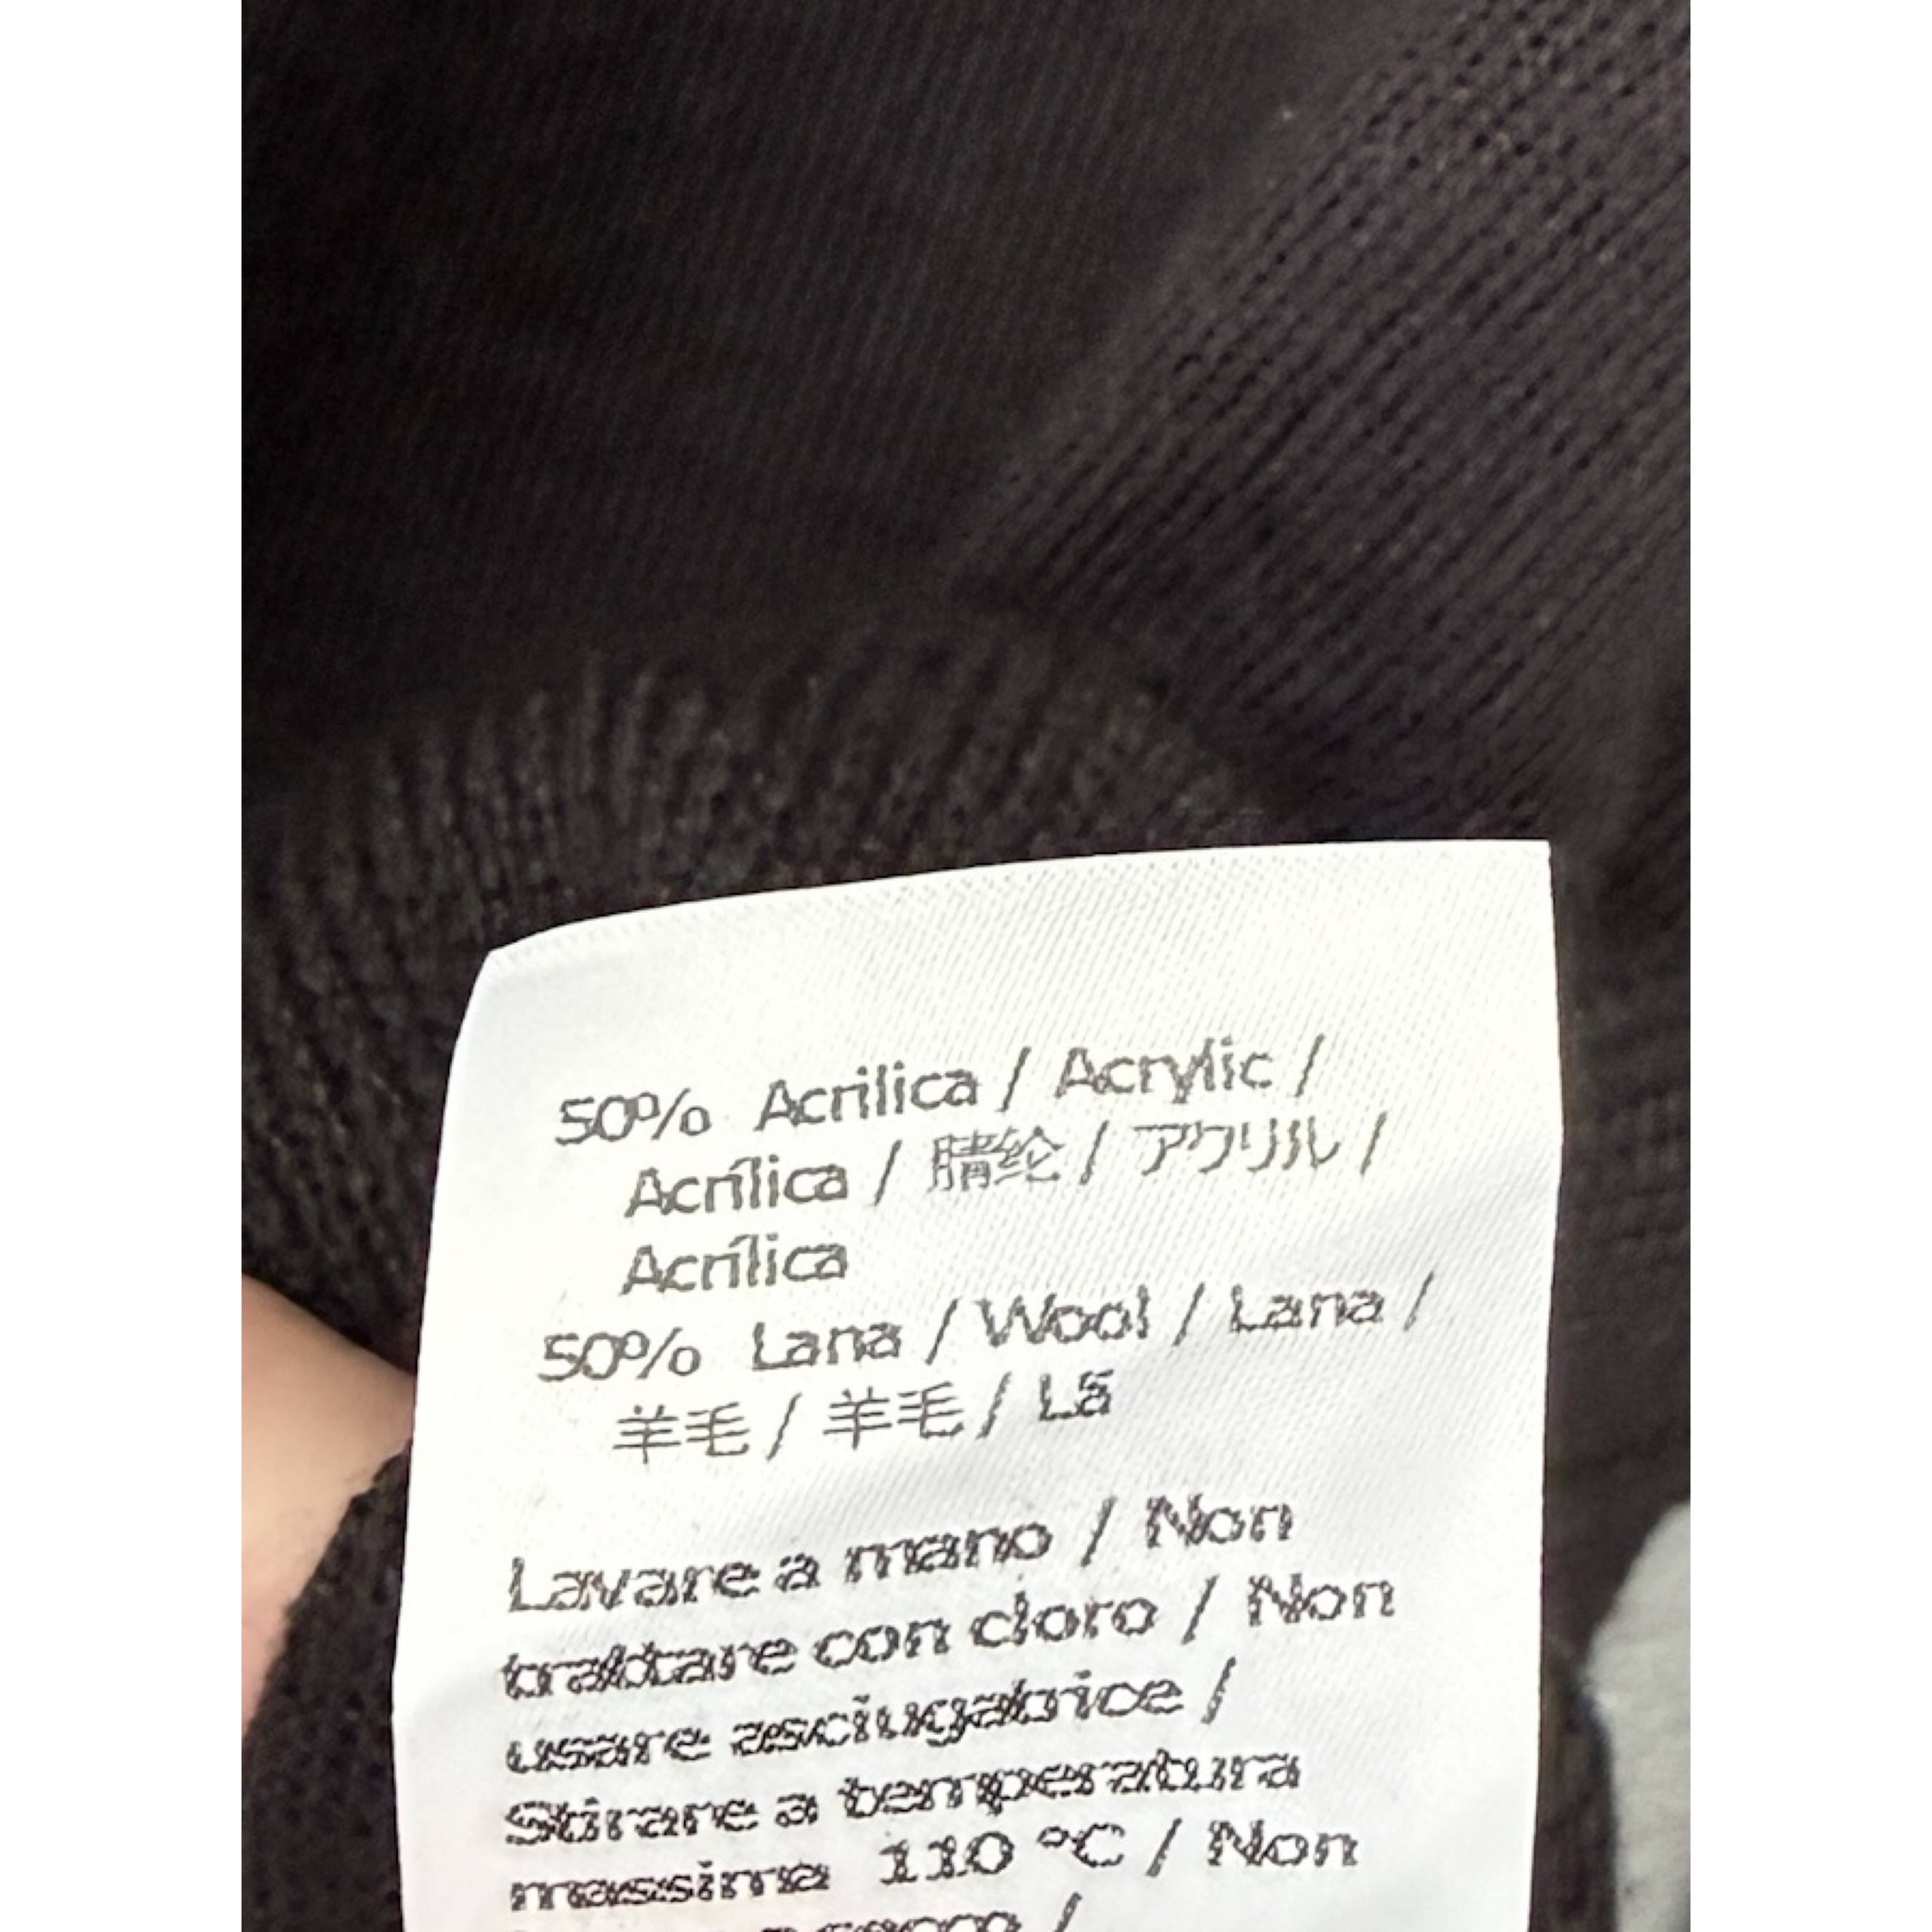 50% Acrilica / Acrylic /
Acrílica / 腈纶 / アクリル /
Acrílica
50% Lana / Wool / Lana /
羊毛 / 羊毛 / Lã
Lavare a mano / Non
trattare con cloro / Non
usare asciugatrice /
Stirare a temperatura
massima 110 °C / Non